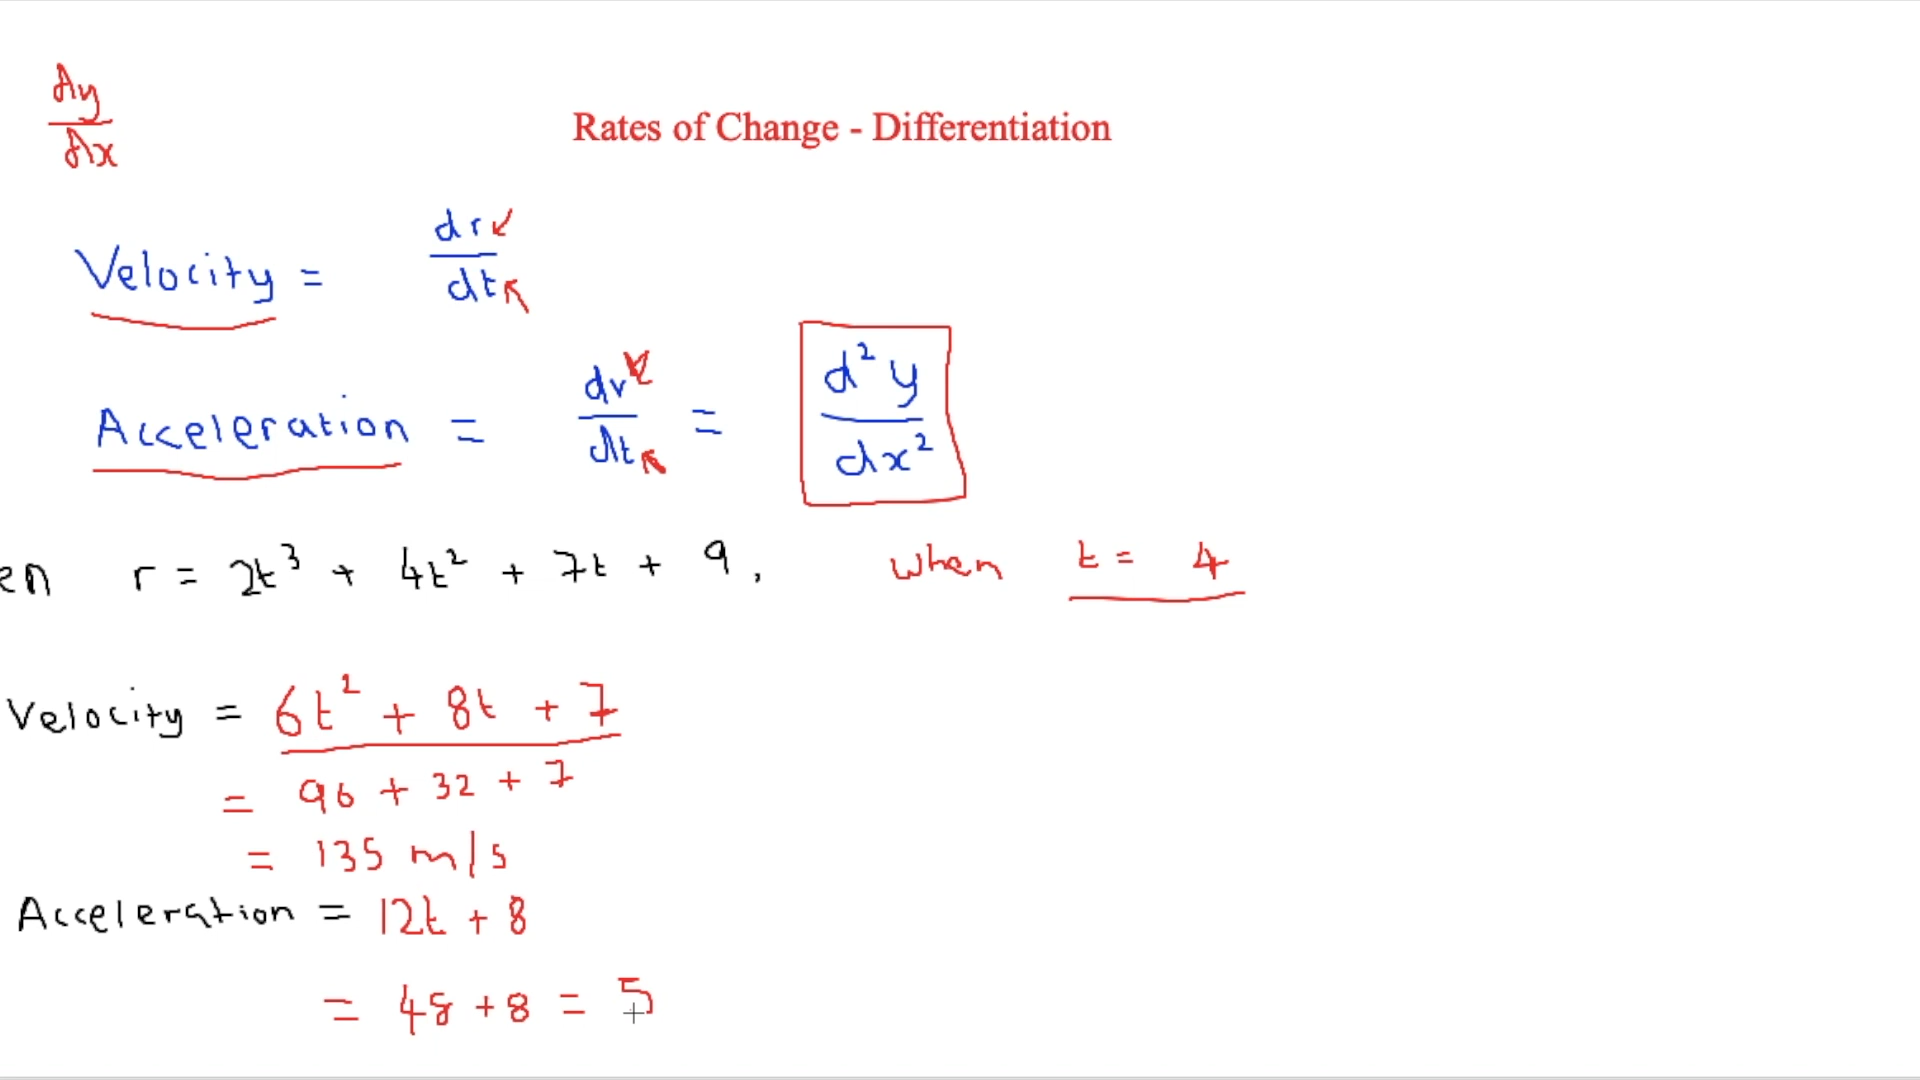 dy
dx
Rates of Change - Differentiation
Velocity = dr
dt
Acceleration = dv
dt = d² y
dx²
en r = 2t³ + 4t² + 7t + 9 , when t = 4
Velocity = 6t² + 8t + 7
= 96 + 32 + 7
= 135 m/s
Acceleration = 12t + 8
= 48 + 8 = 5